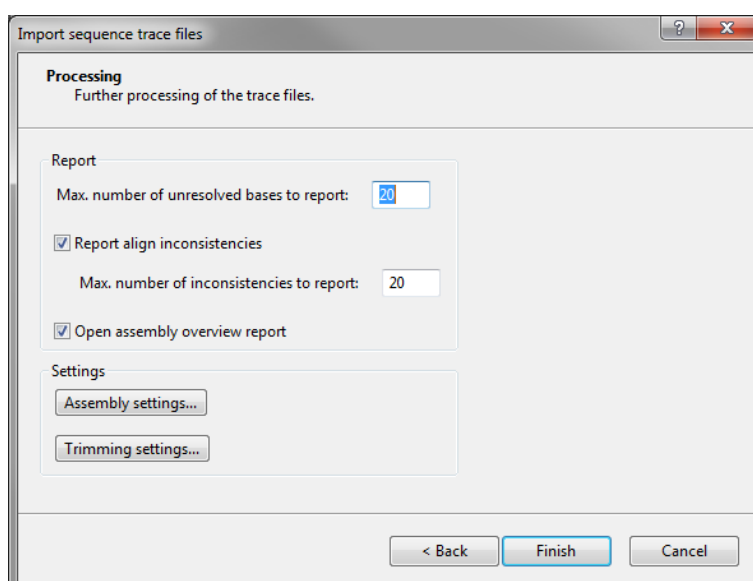 Import sequence trace files
?
Processing
Further processing of the trace files.
Report
Max. number of unresolved bases to report: 20
Report align inconsistencies
Max. number of inconsistencies to report: 20
Open assembly overview report
Settings
Assembly settings...
Trimming settings...
< Back Finish Cancel